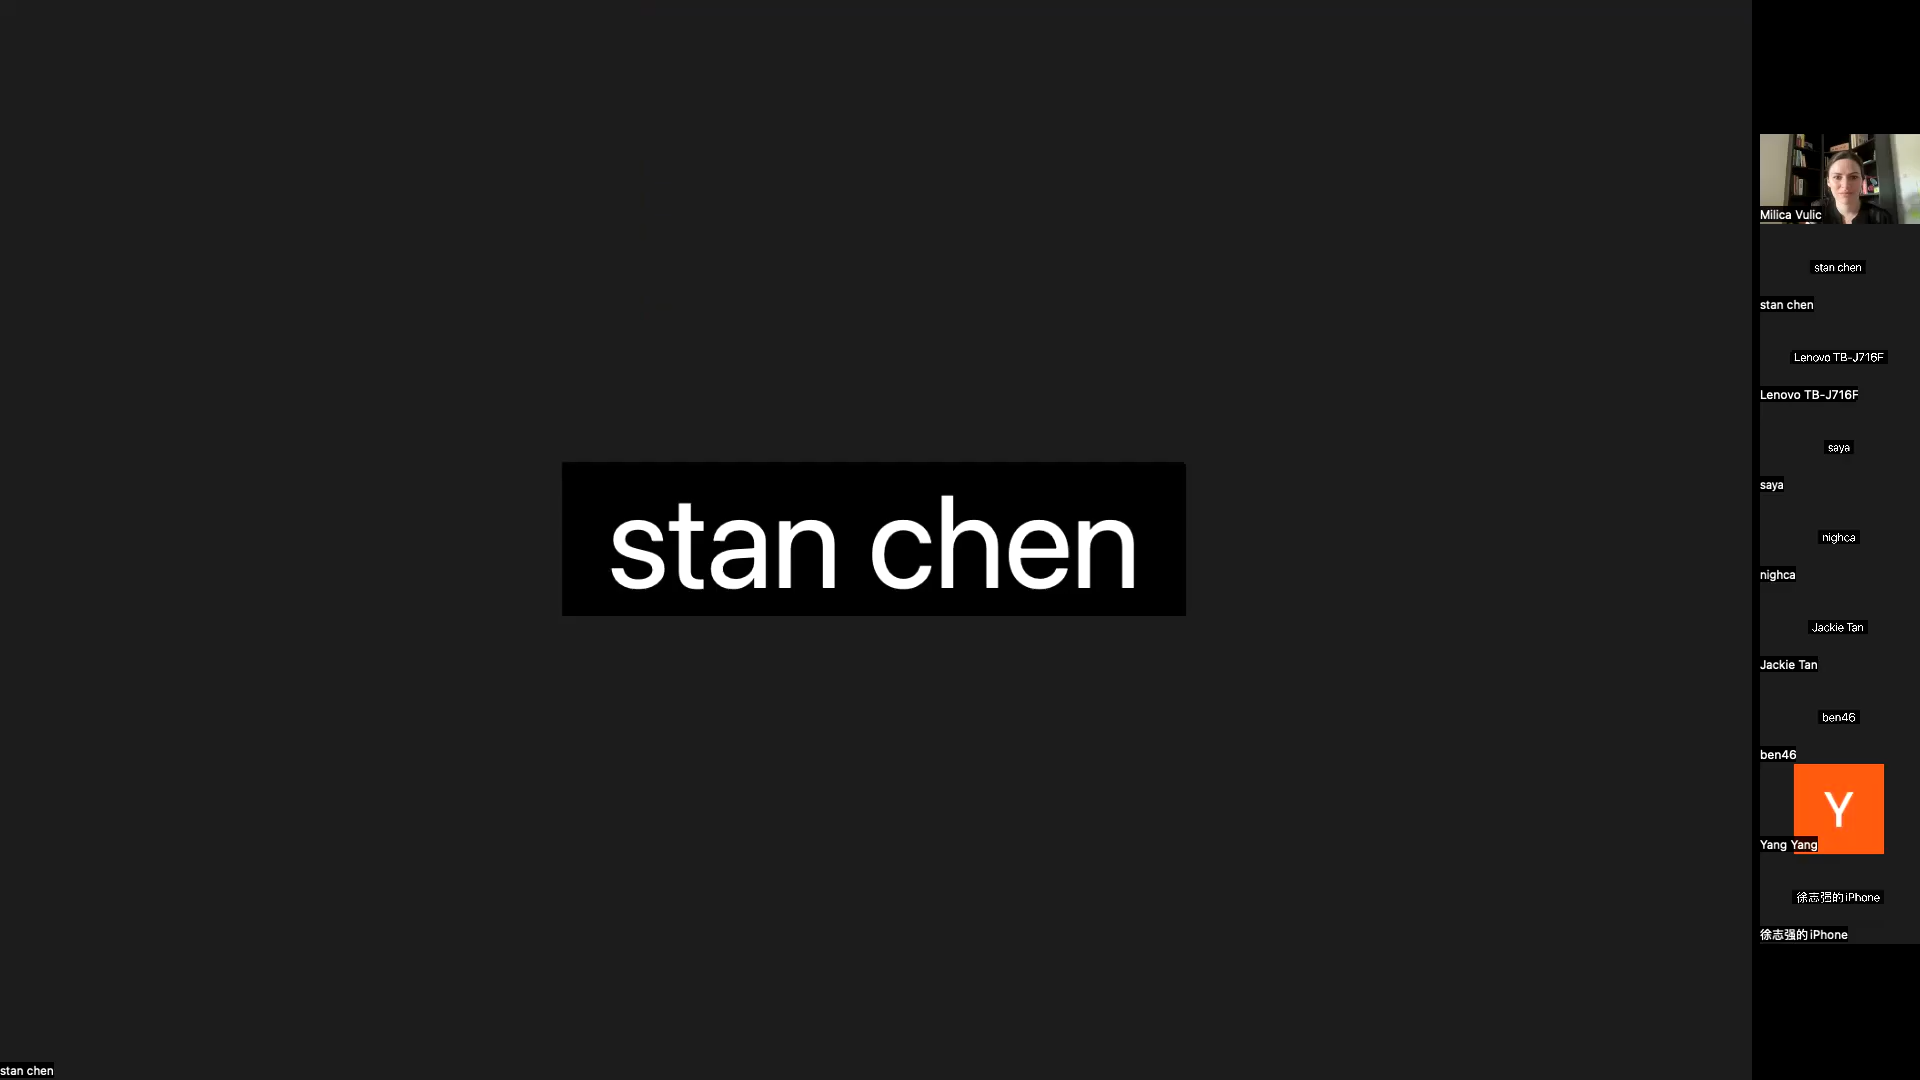 stan chen
stan chen
Milica Vulic
stan chen
stan chen
Lenovo TB-J716F
Lenovo TB-J716F
saya
saya
nighca
nighca
Jackie Tan
Jackie Tan
ben46
ben46
Y
Yang Yang
徐志强的iPhone
徐志强的iPhone